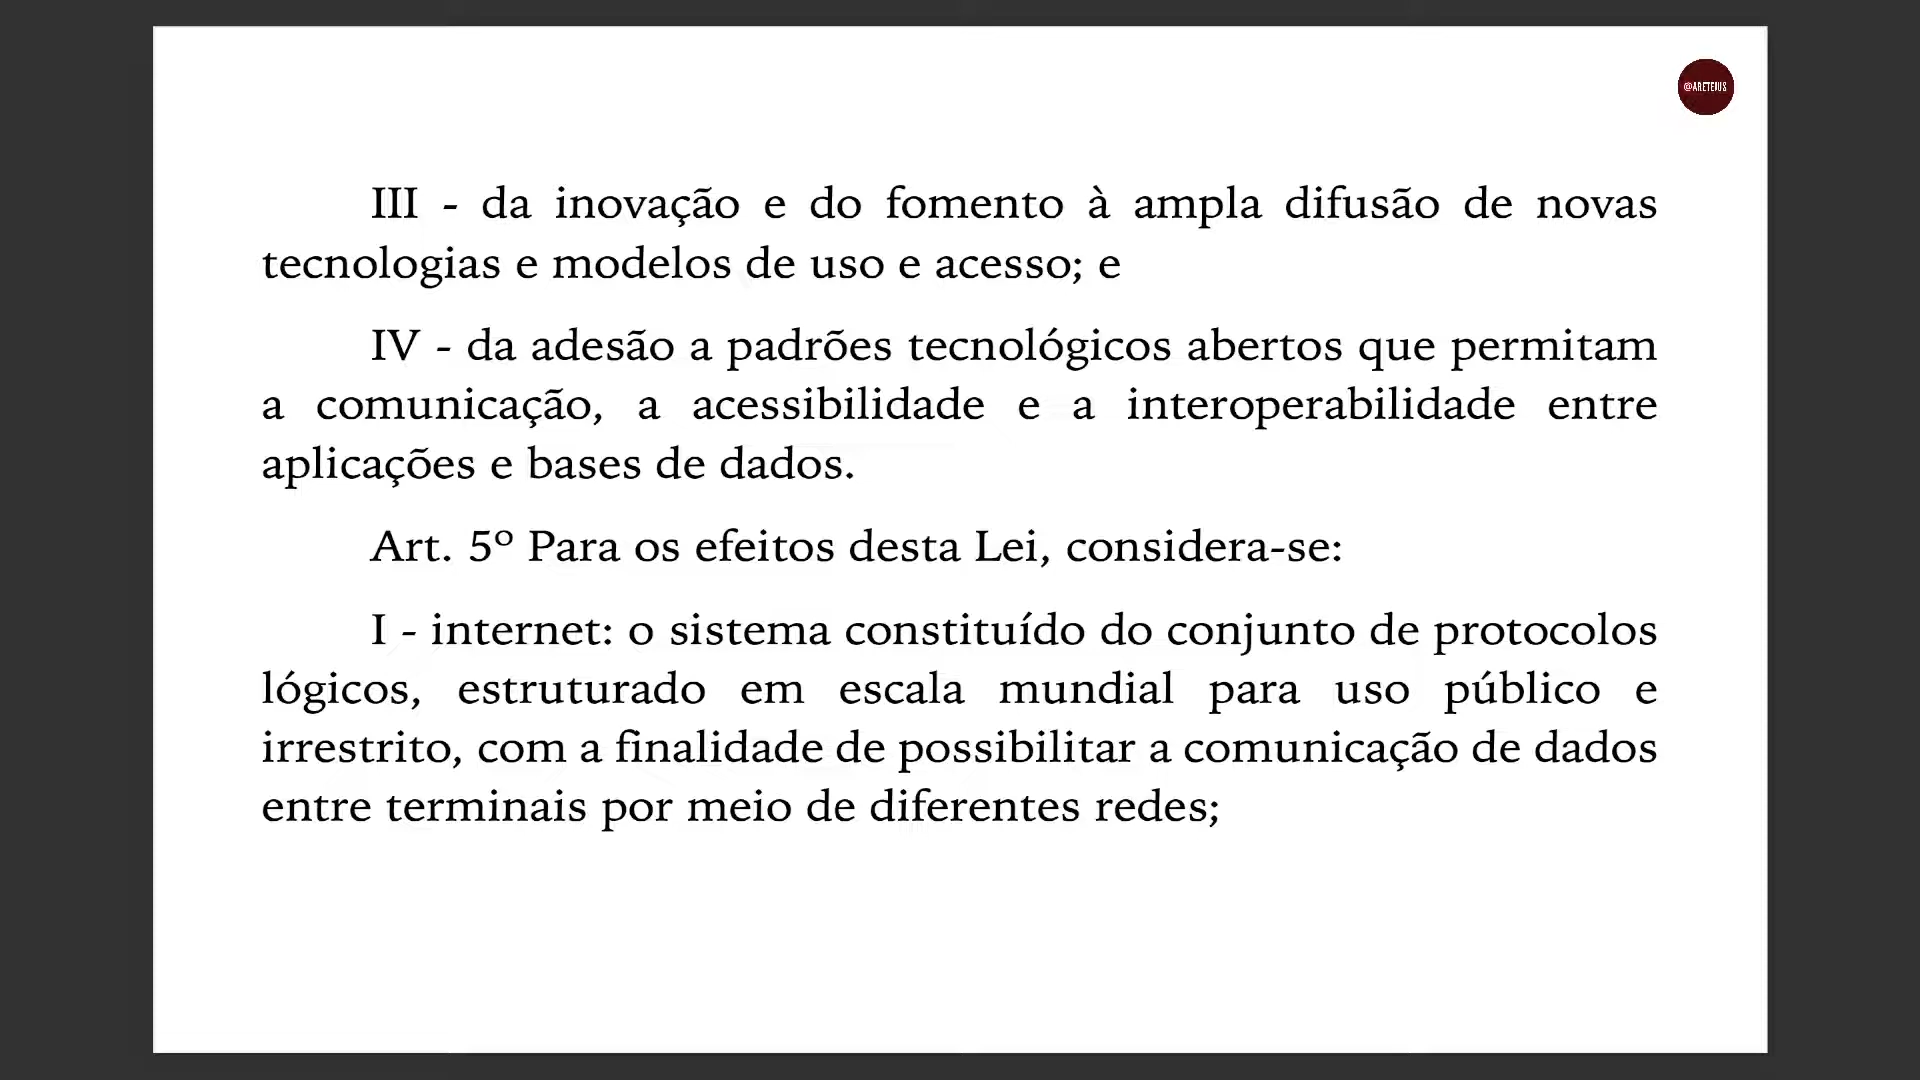 @ARETEIUS
III - da inovação e do fomento à ampla difusão de novas
tecnologias e modelos de uso e acesso; e
IV - da adesão a padrões tecnológicos abertos que permitam
a comunicação, a acessibilidade e a interoperabilidade entre
aplicações e bases de dados.
Art. 5º Para os efeitos desta Lei, considera-se:
I - internet: o sistema constituído do conjunto de protocolos
lógicos, estruturado em escala mundial para uso público e
irrestrito, com a finalidade de possibilitar a comunicação de dados
entre terminais por meio de diferentes redes;